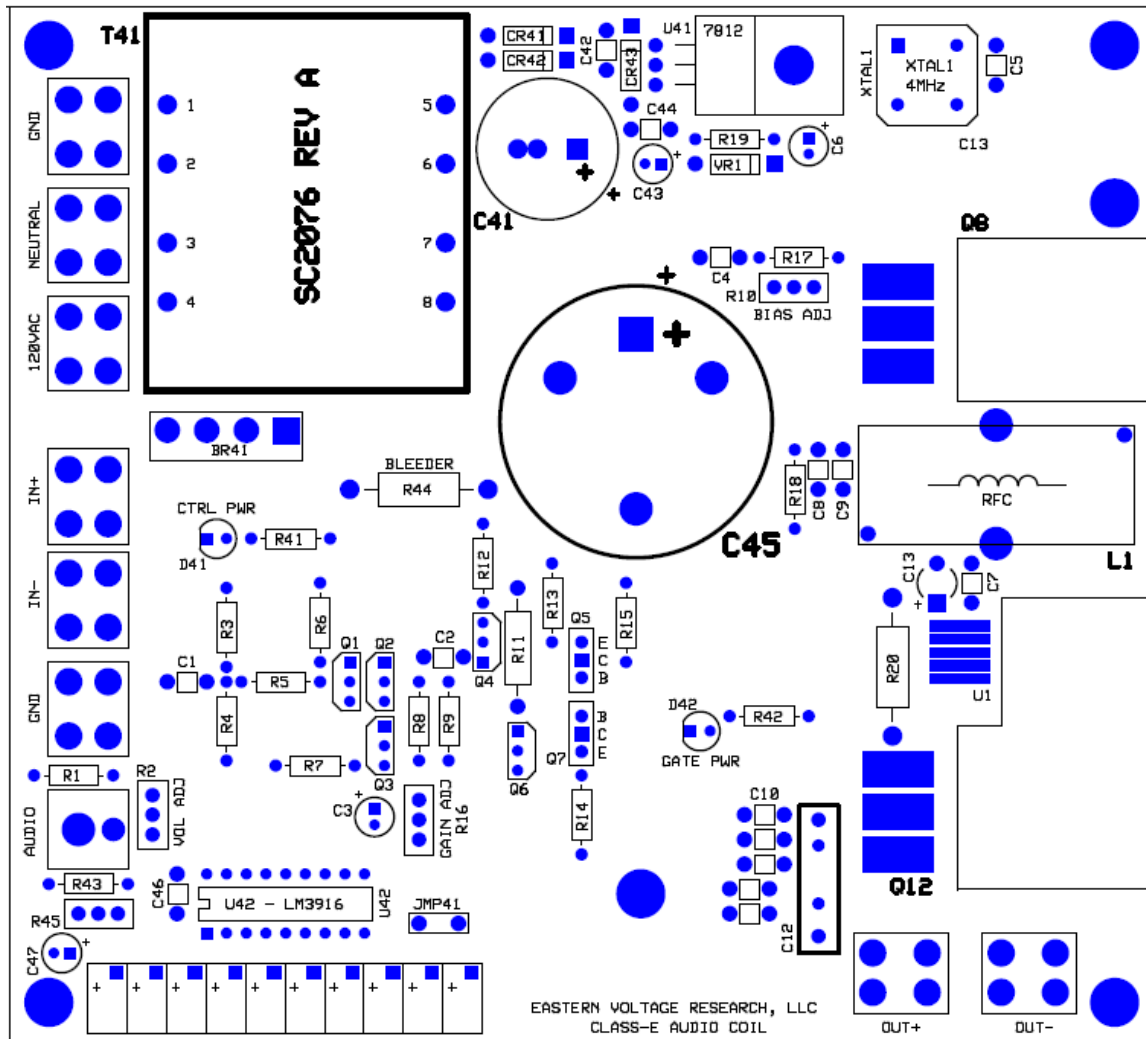 T41
SC2076 REV A
1
2
3
4
5
6
7
8
GND
NEUTRAL
120VAC
CR41
CR42
C42
CR43
U41
7812
C44
C43
R19
VR1
C6
C41
XTAL1
XTAL1
4MHz
C5
C13
Q8
C4
R17
R10
BIAS ADJ
BR41
BLEEDER
R44
CTRL PWR
D41
R41
C45
R18
C8
C9
RFC
L1
IN+
IN-
GND
R12
R13
R15
R11
R3
R6
Q1
Q2
C2
Q4
Q5
E
C
B
C1
R5
R4
R8
R9
R7
Q3
Q6
Q7
B
C
E
D42
R42
GATE PWR
C13
C7
R20
U1
R1
R2
VOL ADJ
AUDIO
C3
GAIN ADJ
R16
R14
C10
C12
Q12
R43
R45
C46
U42 - LM3916
U42
JMP41
C47
+ + + + + + + + + +
EASTERN VOLTAGE RESEARCH, LLC
CLASS-E AUDIO COIL
OUT+
OUT-